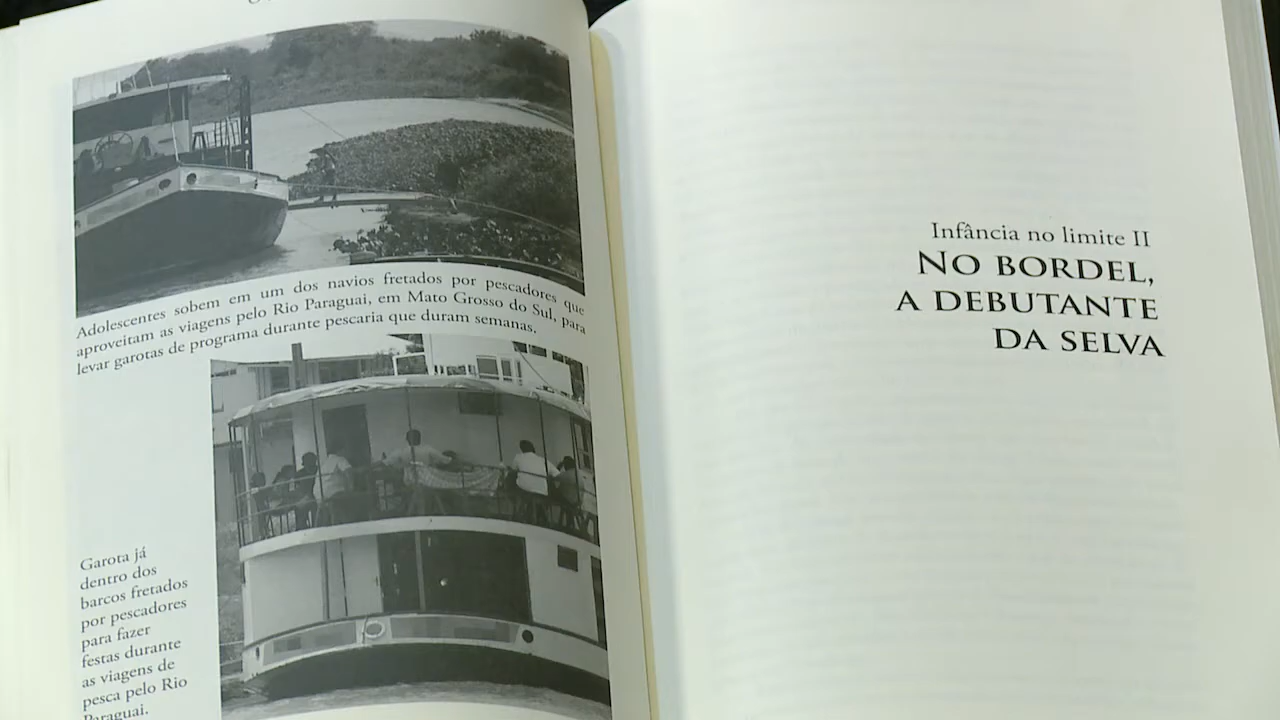 Adolescentes sobem em um dos navios fretados por pescadores que
aproveitam as viagens pelo Rio Paraguai, em Mato Grosso do Sul, para
levar garotas de programa durante pescaria que duram semanas.
Garota já
dentro dos
barcos fretados
por pescadores
para fazer
festas durante
as viagens de
pesca pelo Rio
Paraguai.
Infância no limite II
NO BORDEL,
A DEBUTANTE
DA SELVA